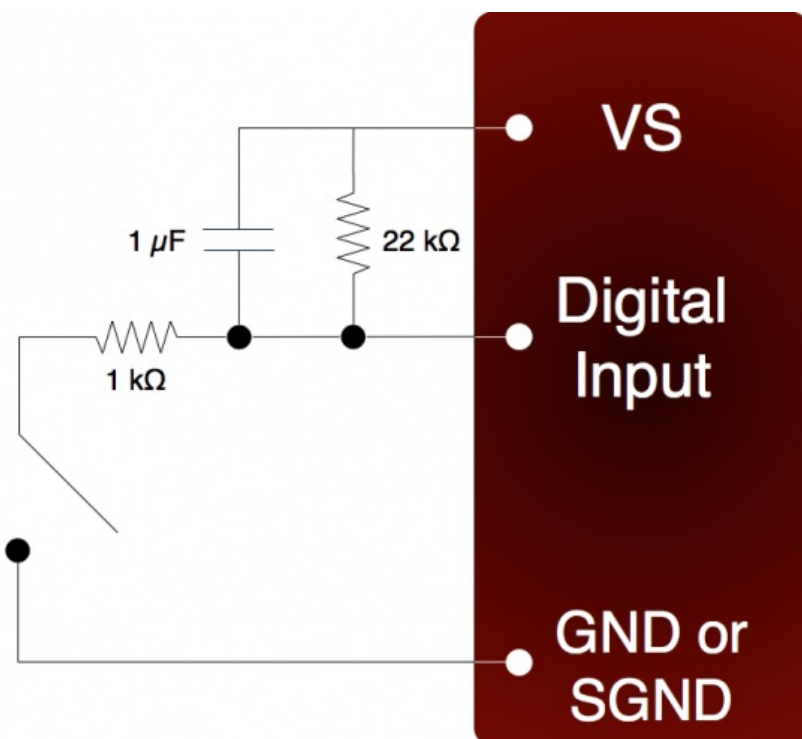 VS
1 µF
22 kΩ
Digital
Input
1 kΩ
GND or
SGND